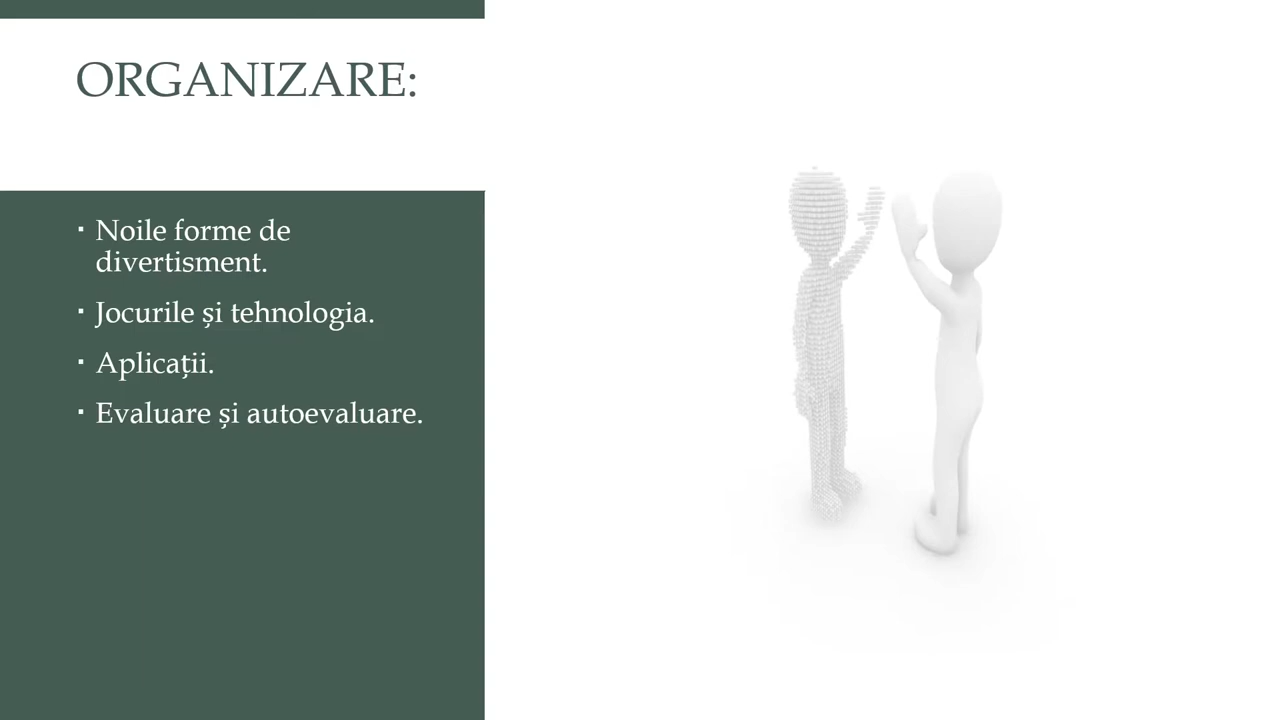 ORGANIZARE:
▪ Noile forme de
divertisment.
▪ Jocurile și tehnologia.
▪ Aplicații.
▪ Evaluare și autoevaluare.